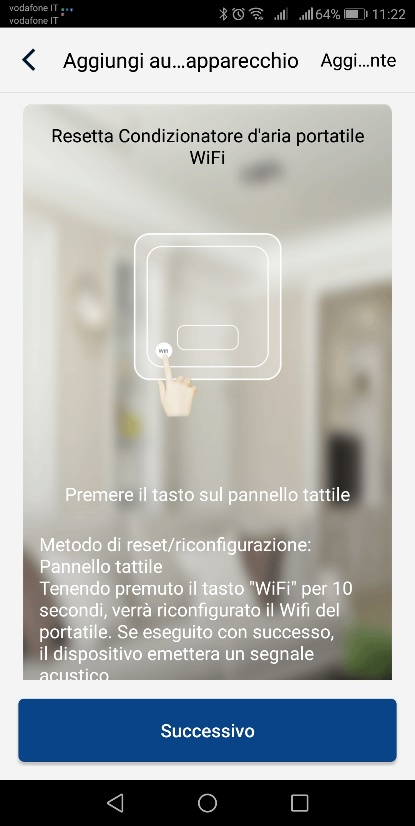 vodafone IT
vodafone IT
64% 11:22
Aggiungi au...apparecchio Aggi...nte
Resetta Condizionatore d'aria portatile
WiFi
WiFi
Premere il tasto sul pannello tattile
Metodo di reset/riconfigurazione:
Pannello tattile
Tenendo premuto il tasto "WiFi" per 10
secondi, verrà riconfigurato il Wifi del
portatile. Se eseguito con successo,
il dispositivo emettera un segnale
acustico
Successivo